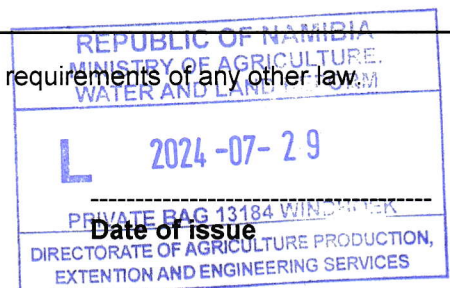 REPUBLIC OF NAMIBIA
MINISTRY OF AGRICULTURE.
requirements of any other law.
WATER AND LAND
L 2024-07-29
PRIVATE BAG 13184 WINDHOEK
Date of issue
DIRECTORATE OF AGRICULTURE PRODUCTION,
EXTENTION AND ENGINEERING SERVICES